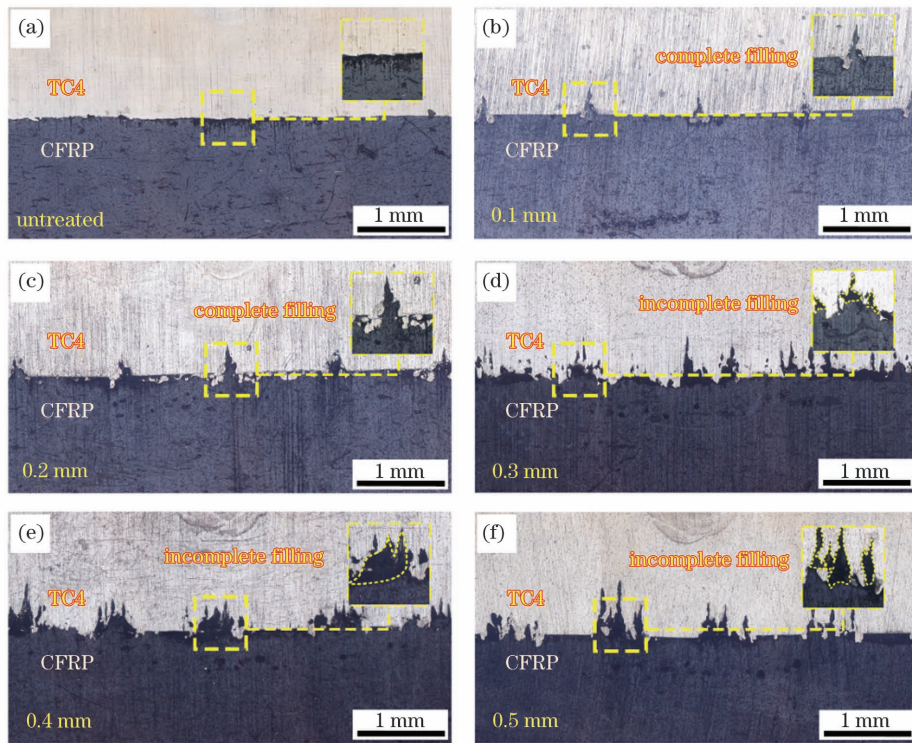 (a)
TC4
CFRP
untreated
1 mm
(b)
complete filling
TC4
CFRP
0.1 mm
1 mm
(c)
complete filling
TC4
CFRP
0.2 mm
1 mm
(d)
incomplete filling
TC4
CFRP
0.3 mm
1 mm
(e)
incomplete filling
TC4
CFRP
0.4 mm
1 mm
(f)
incomplete filling
TC4
CFRP
0.5 mm
1 mm